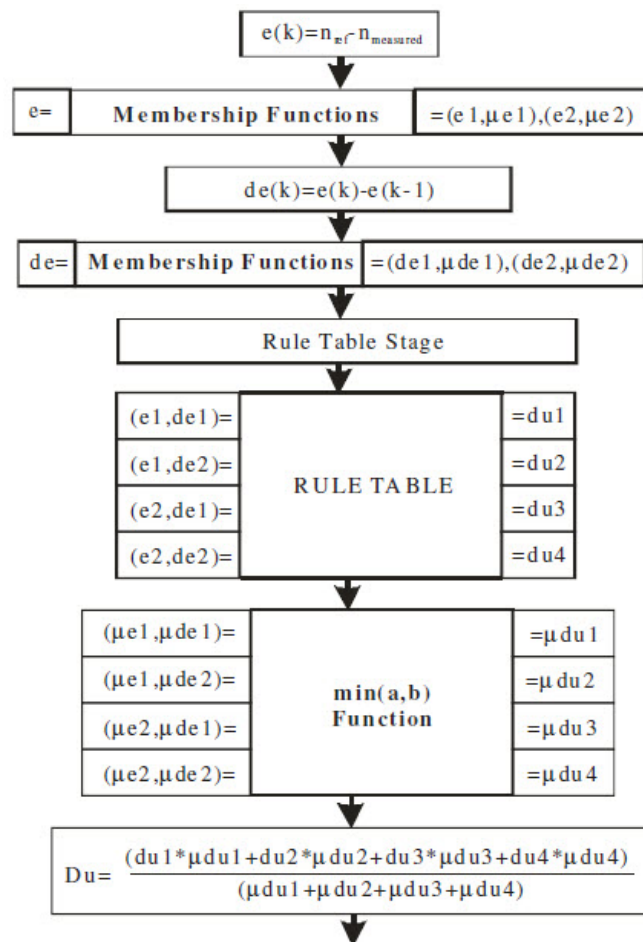 e(k)=n_ref-n_measured
e= Membership Functions =(e1,µe1),(e2,µe2)
de(k)=e(k)-e(k-1)
de= Membership Functions =(de1,µde1),(de2,µde2)
Rule Table Stage
(e1,de1)= =du1
(e1,de2)= =du2
RULE TABLE
(e2,de1)= =du3
(e2,de2)= =du4
(µe1,µde1)= =µdu1
(µe1,µde2)= =µdu2
min(a,b)
Function
(µe2,µde1)= =µdu3
(µe2,µde2)= =µdu4
(du1*µdu1+du2*µdu2+du3*µdu3+du4*µdu4)
Du=
(µdu1+µdu2+µdu3+µdu4)